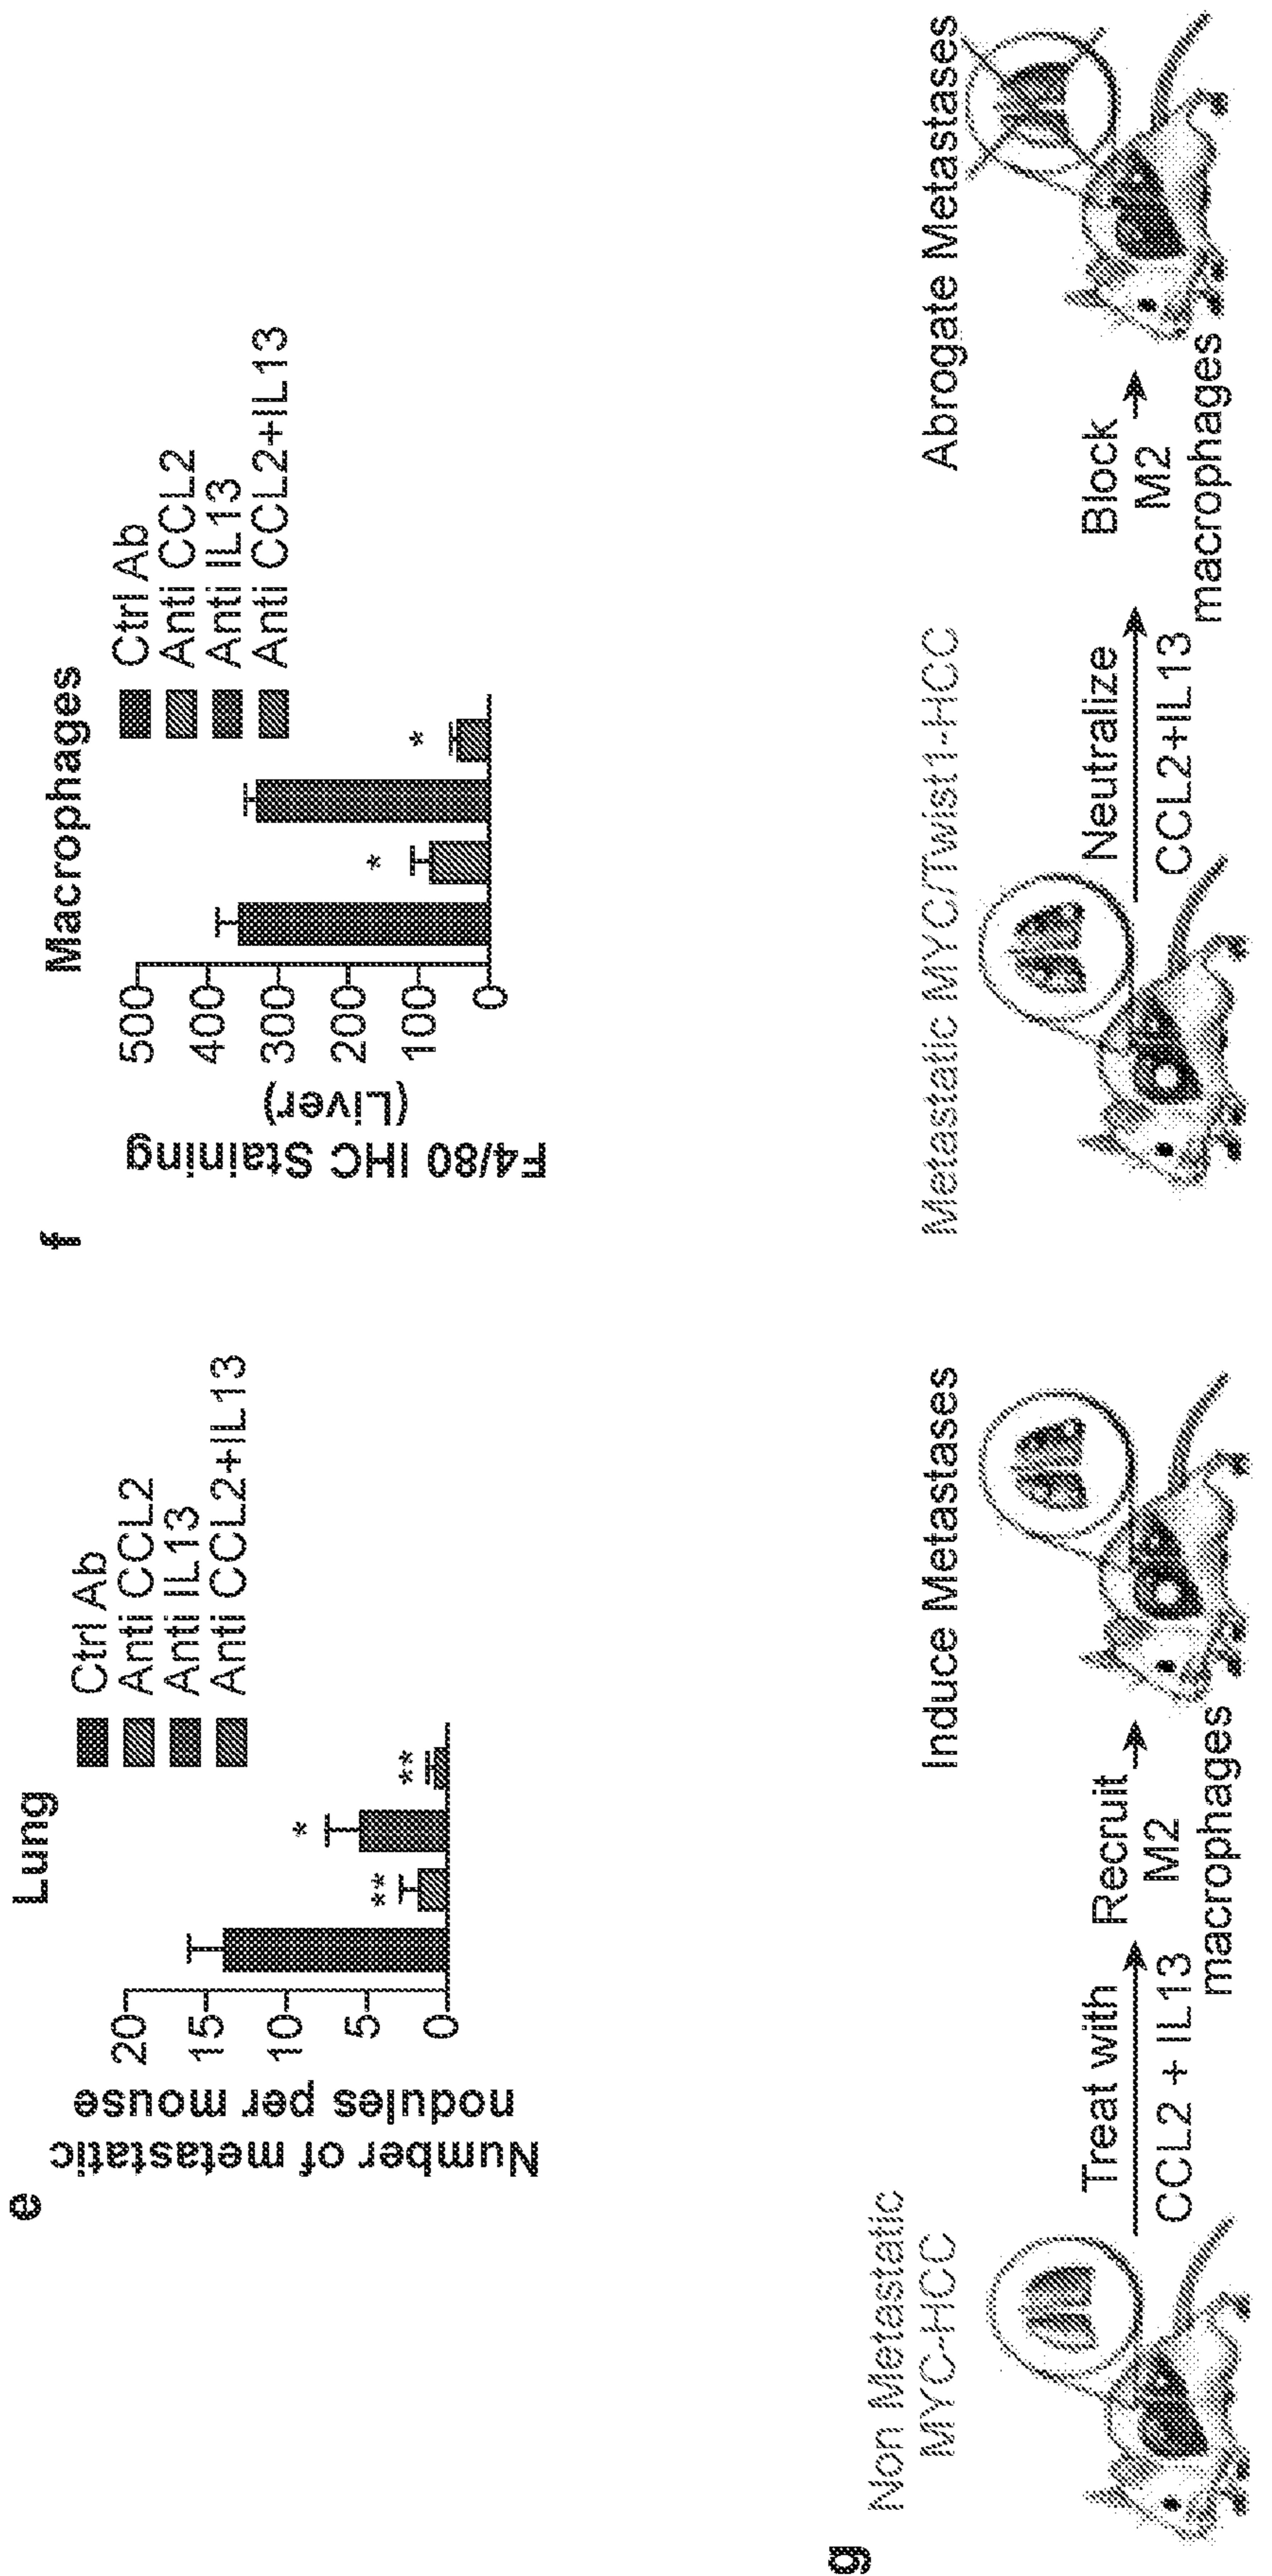 e
Lung
Number of metastatic
nodules per mouse
20
15
10
5
0
**
*
**
Ctrl Ab
Anti CCL2
Anti IL13
Anti CCL2+IL13
f
Macrophages
F4/80 IHC Staining
(Liver)
500
400
300
200
100
0
*
*
Ctrl Ab
Anti CCL2
Anti IL13
Anti CCL2+IL13
g
Non Metastatic
MYC-HCC
Treat with
CCL2 + IL13
Recruit
M2
macrophages
Induce Metastases
Metastatic MYC/Twist1-HCC
Neutralize
CCL2+IL13
Block
M2
macrophages
Abrogate Metastases